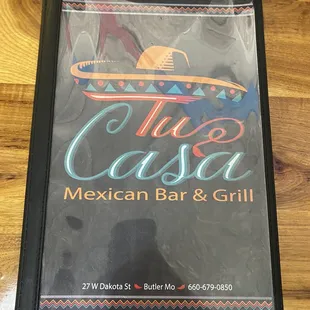 Tu
Casa
Mexican Bar & Grill
27 W Dakota St Butler Mo 660-679-0850